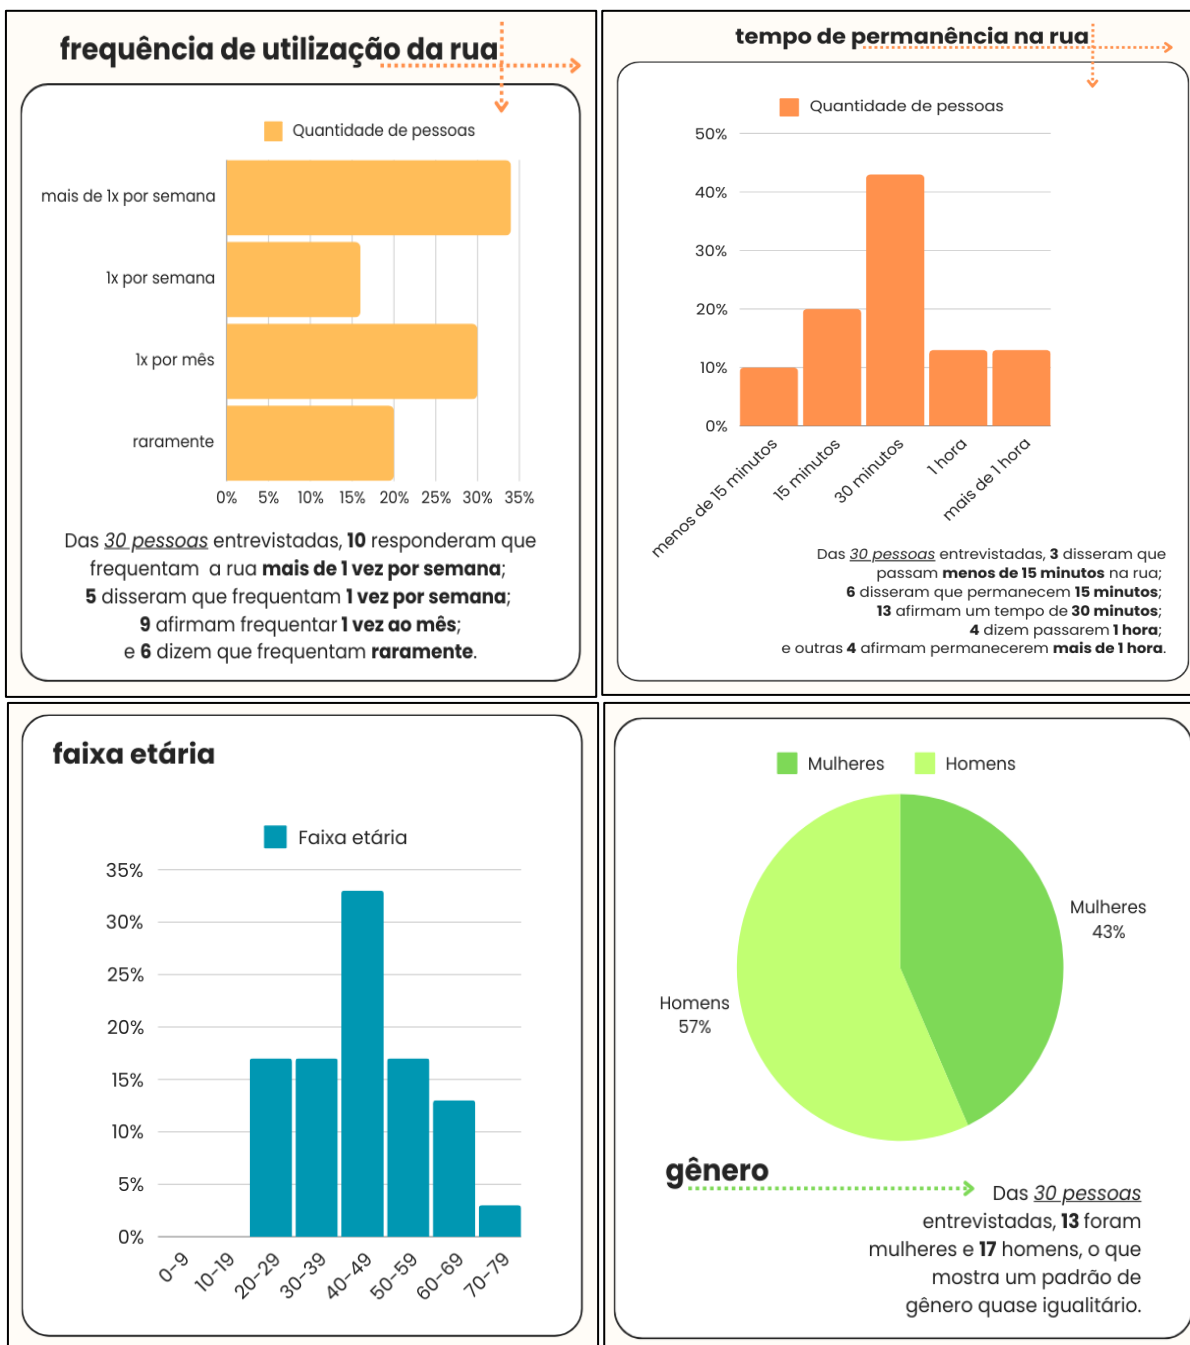 frequência de utilização da rua
Quantidade de pessoas
mais de 1x por semana
1x por semana
1x por mês
raramente
0% 5% 10% 15% 20% 25% 30% 35%
Das 30 pessoas entrevistadas, 10 responderam que
frequentam a rua mais de 1 vez por semana;
5 disseram que frequentam 1 vez por semana;
9 afirmam frequentar 1 vez ao mês;
e 6 dizem que frequentam raramente.
tempo de permanência na rua
Quantidade de pessoas
50%
40%
30%
20%
10%
0%
menos de 15 minutos
15 minutos
30 minutos
1 hora
mais de 1 hora
Das 30 pessoas entrevistadas, 3 disseram que
passam menos de 15 minutos na rua;
6 disseram que permanecem 15 minutos;
13 afirmam um tempo de 30 minutos;
4 dizem passarem 1 hora;
e outras 4 afirmam permanecerem mais de 1 hora.
faixa etária
Faixa etária
35%
30%
25%
20%
15%
10%
5%
0%
0-9
10-19
20-29
30-39
40-49
50-59
60-69
70-79
Mulheres
Homens
Mulheres
43%
Homens
57%
gênero
Das 30 pessoas
entrevistadas, 13 foram
mulheres e 17 homens, o que
mostra um padrão de
gênero quase igualitário.